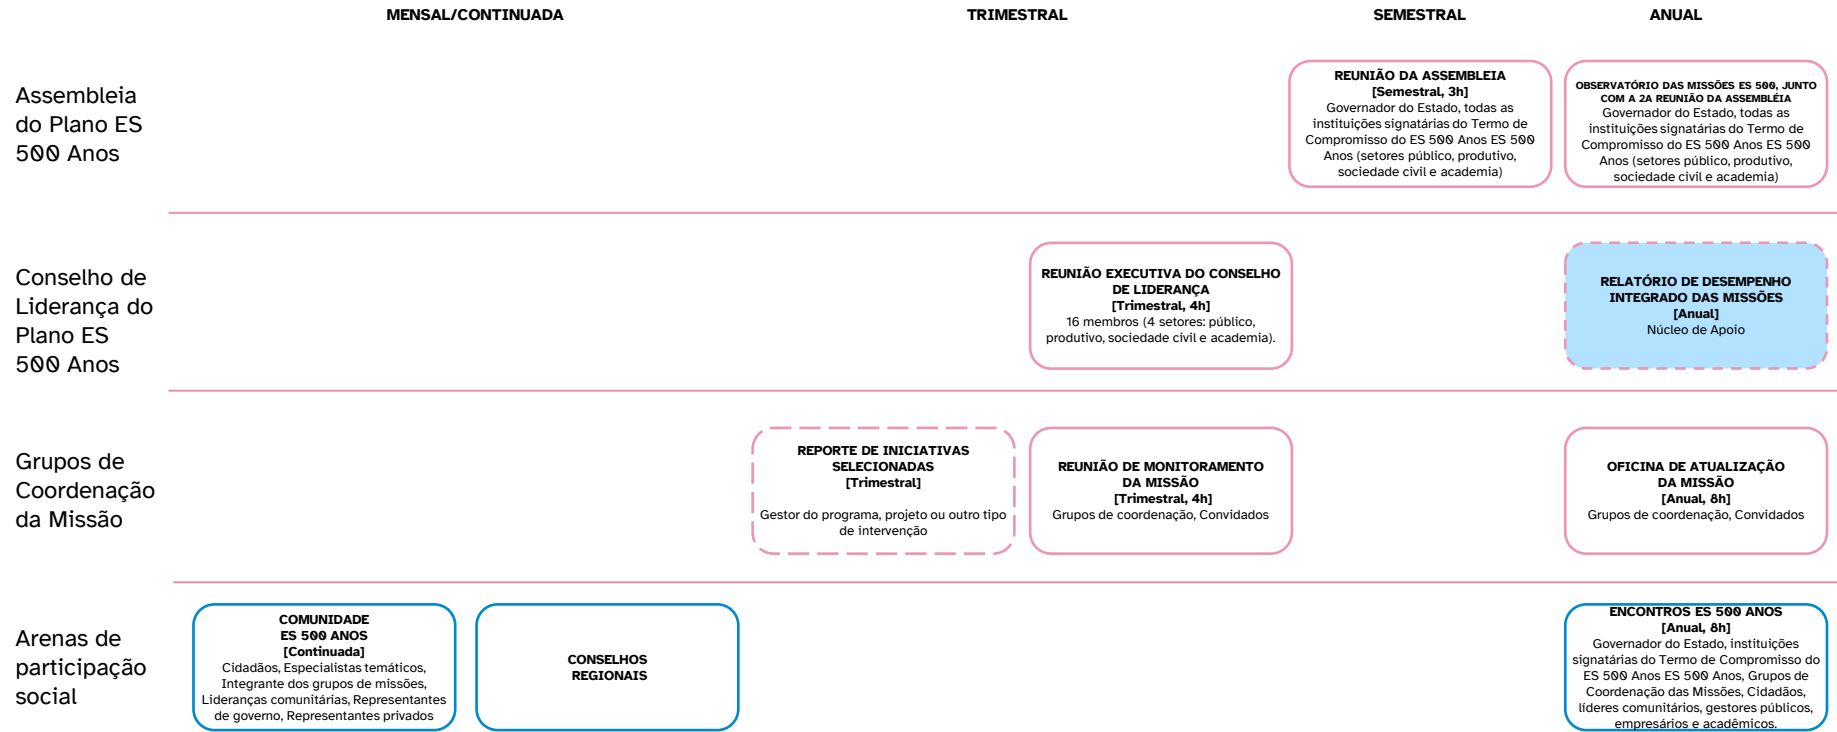 MENSAL/CONTINUADA
TRIMESTRAL
SEMESTRAL
ANUAL
Assembleia
do Plano ES
500 Anos
REUNIÃO DA ASSEMBLEIA
[Semestral, 3h]
Governador do Estado, todas as
instituições signatárias do Termo de
Compromisso do ES 500 Anos ES 500
Anos (setores público, produtivo,
sociedade civil e academia)
OBSERVATÓRIO DAS MISSÕES ES 500, JUNTO
COM A 2A REUNIÃO DA ASSEMBLÉIA
Governador do Estado, todas as
instituições signatárias do Termo de
Compromisso do ES 500 Anos ES 500
Anos (setores público, produtivo,
sociedade civil e academia)
Conselho de
Liderança do
Plano ES
500 Anos
REUNIÃO EXECUTIVA DO CONSELHO
DE LIDERANÇA
[Trimestral, 4h]
16 membros (4 setores: público,
produtivo, sociedade civil e academia).
RELATÓRIO DE DESEMPENHO
INTEGRADO DAS MISSÕES
[Anual]
Núcleo de Apoio
Grupos de
Coordenação
da Missão
REPORTE DE INICIATIVAS
SELECIONADAS
[Trimestral]
Gestor do programa, projeto ou outro tipo
de intervenção
REUNIÃO DE MONITORAMENTO
DA MISSÃO
[Trimestral, 4h]
Grupos de coordenação, Convidados
OFICINA DE ATUALIZAÇÃO
DA MISSÃO
[Anual, 8h]
Grupos de coordenação, Convidados
Arenas de
participação
social
COMUNIDADE
ES 500 ANOS
[Continuada]
Cidadãos, Especialistas temáticos,
Integrante dos grupos de missões,
Lideranças comunitárias, Representantes
de governo, Representantes privados
CONSELHOS
REGIONAIS
ENCONTROS ES 500 ANOS
[Anual, 8h]
Governador do Estado, instituições
signatárias do Termo de Compromisso do
ES 500 Anos ES 500 Anos, Grupos de
Coordenação das Missões, Cidadãos,
líderes comunitários, gestores públicos,
empresários e acadêmicos.